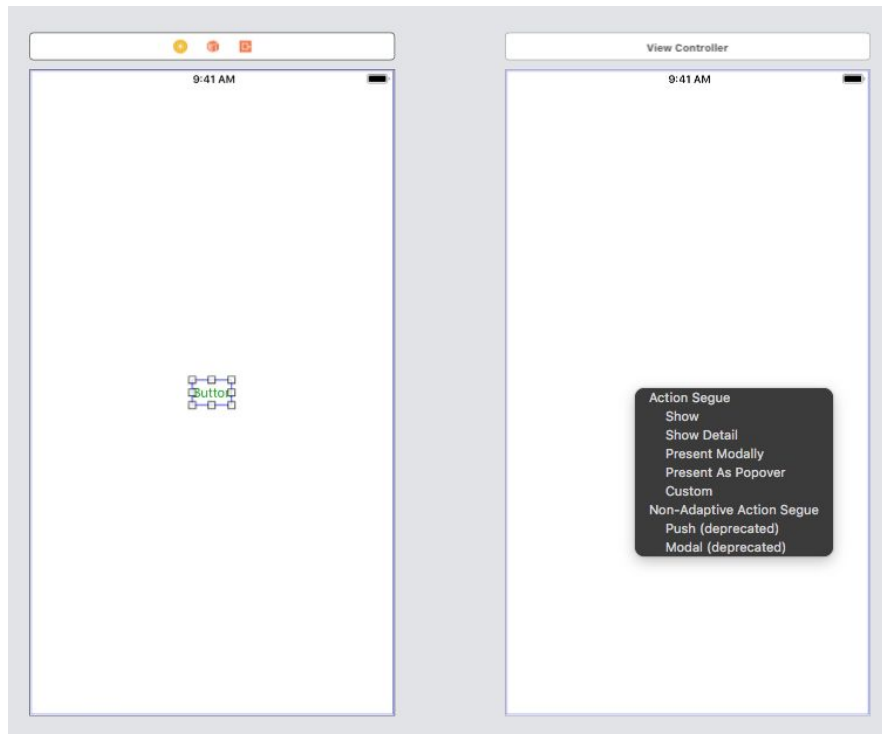 View Controller
9:41 AM
9:41 AM
Button
Action Segue
Show
Show Detail
Present Modally
Present As Popover
Custom
Non-Adaptive Action Segue
Push (deprecated)
Modal (deprecated)